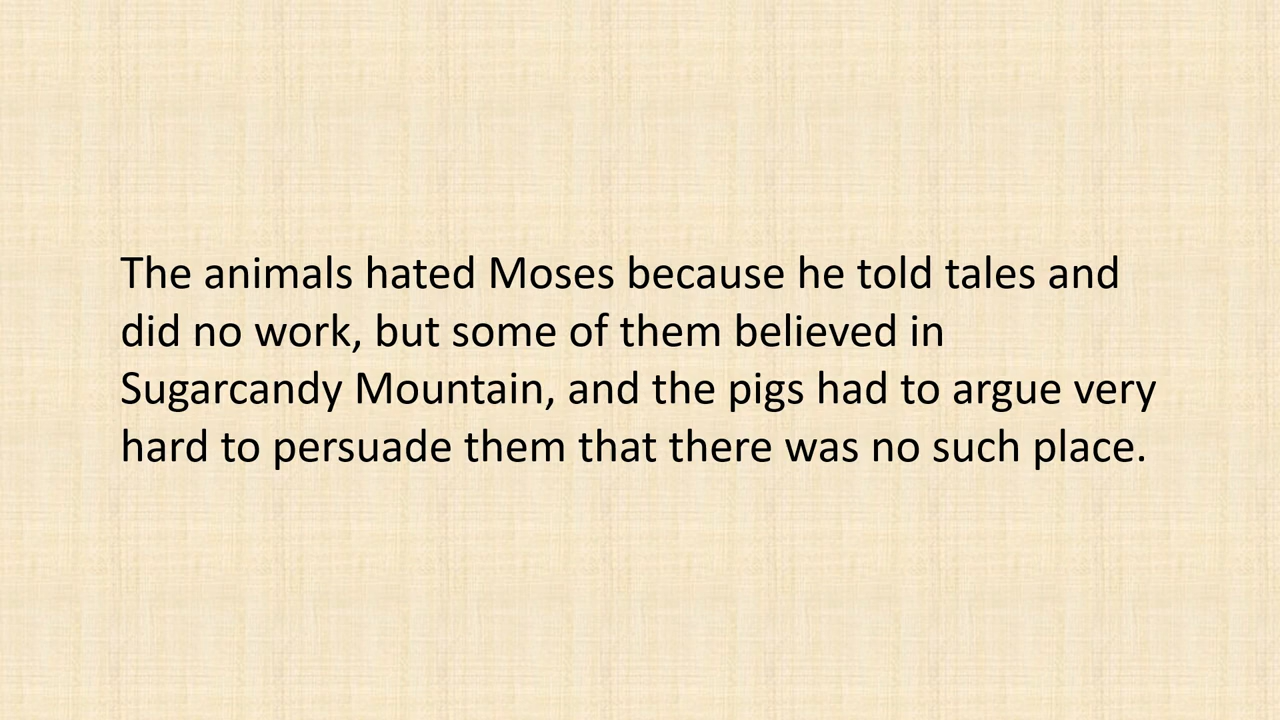 The animals hated Moses because he told tales and
did no work, but some of them believed in
Sugarcandy Mountain, and the pigs had to argue very
hard to persuade them that there was no such place.